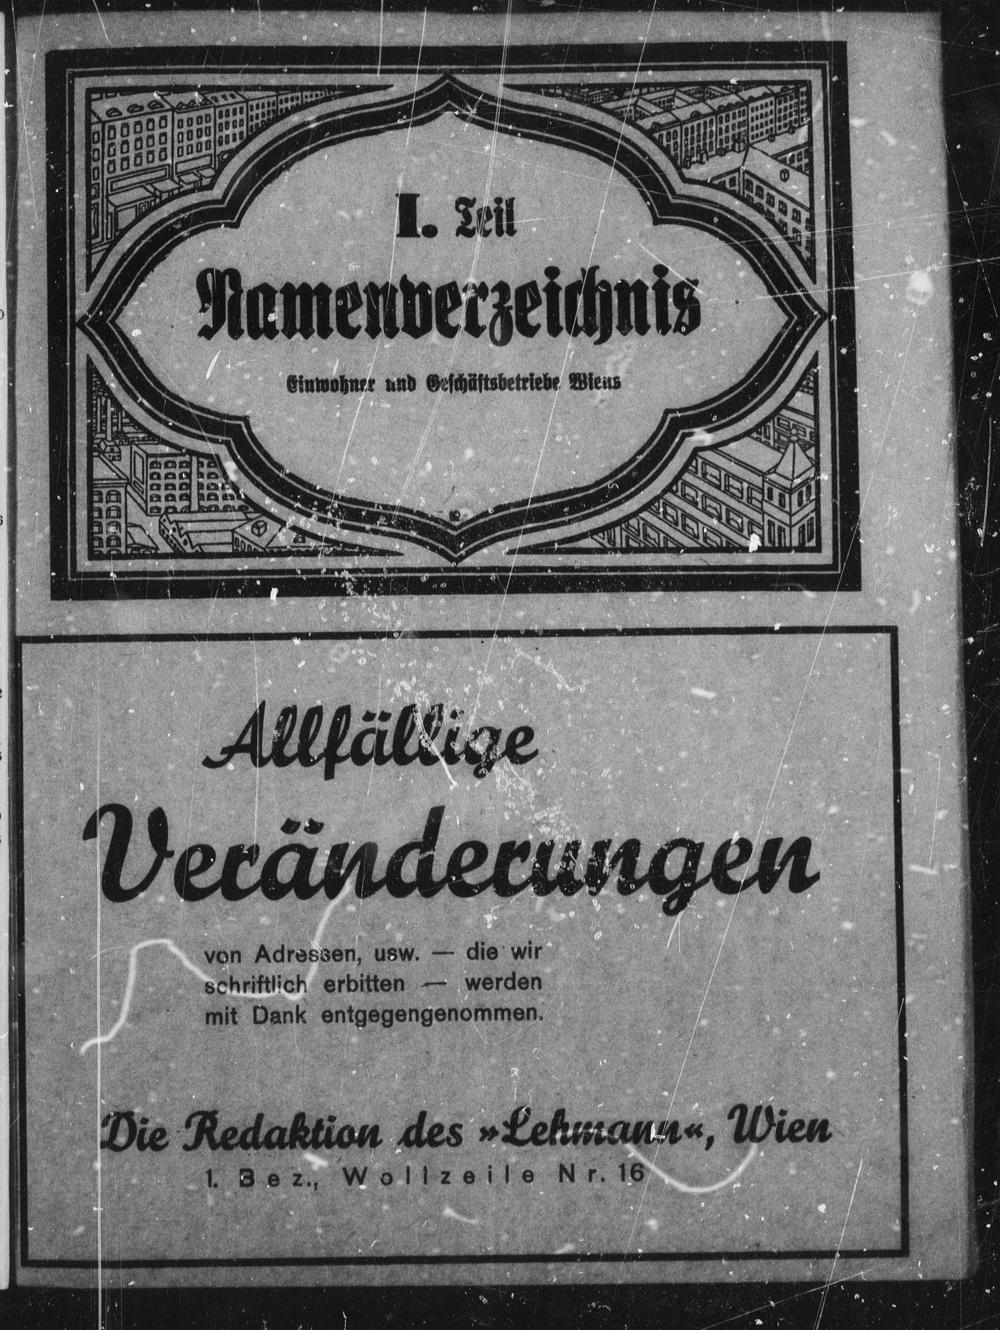 I. Teil
Namenverzeichnis
Einwohner und Geschäftsbetriebe Wiens
Allfällige
Veränderungen
von Adressen, usw. — die wir
schriftlich erbitten — werden
mit Dank entgegengenommen.
Die Redaktion des »Lehmann«, Wien
1. Bez., Wollzeile Nr. 16